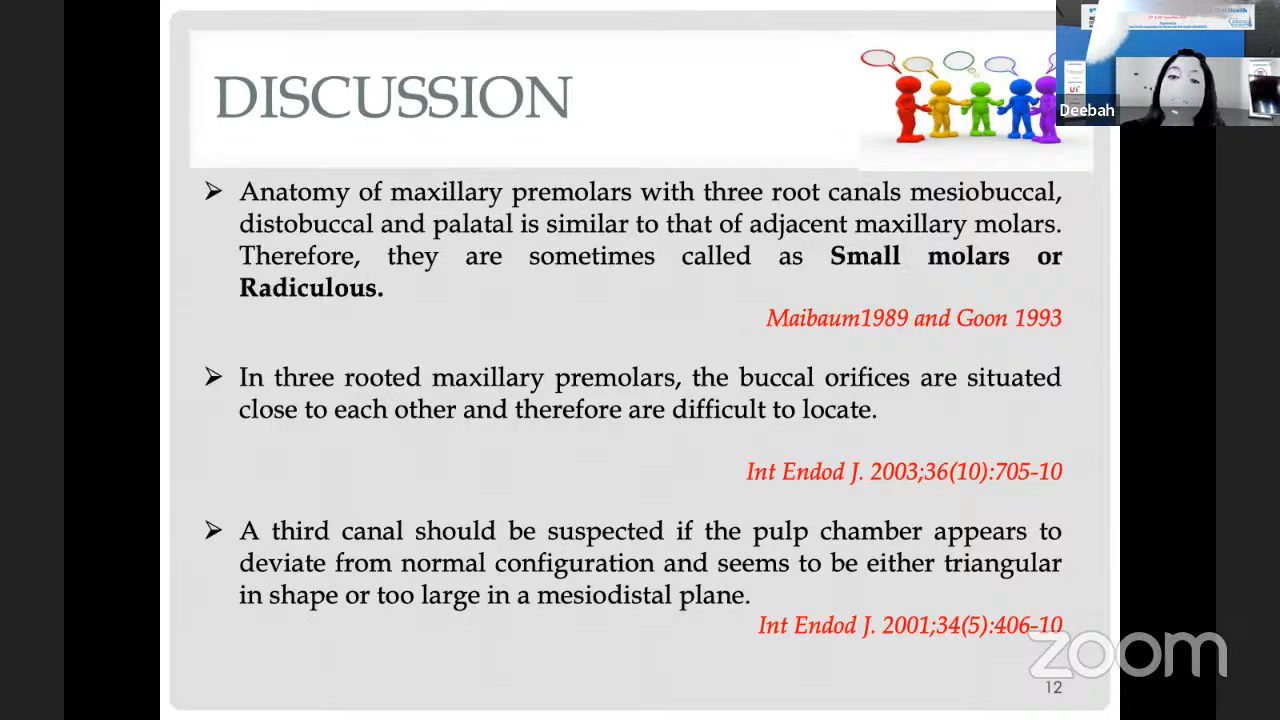 DISCUSSION
Deebah
➢ Anatomy of maxillary premolars with three root canals mesiobuccal,
distobuccal and palatal is similar to that of adjacent maxillary molars.
Therefore, they are sometimes called as Small molars or
Radiculous.
Maibaum1989 and Goon 1993
➢ In three rooted maxillary premolars, the buccal orifices are situated
close to each other and therefore are difficult to locate.
Int Endod J. 2003;36(10):705-10
➢ A third canal should be suspected if the pulp chamber appears to
deviate from normal configuration and seems to be either triangular
in shape or too large in a mesiodistal plane.
Int Endod J. 2001;34(5):406-10
zoom
12